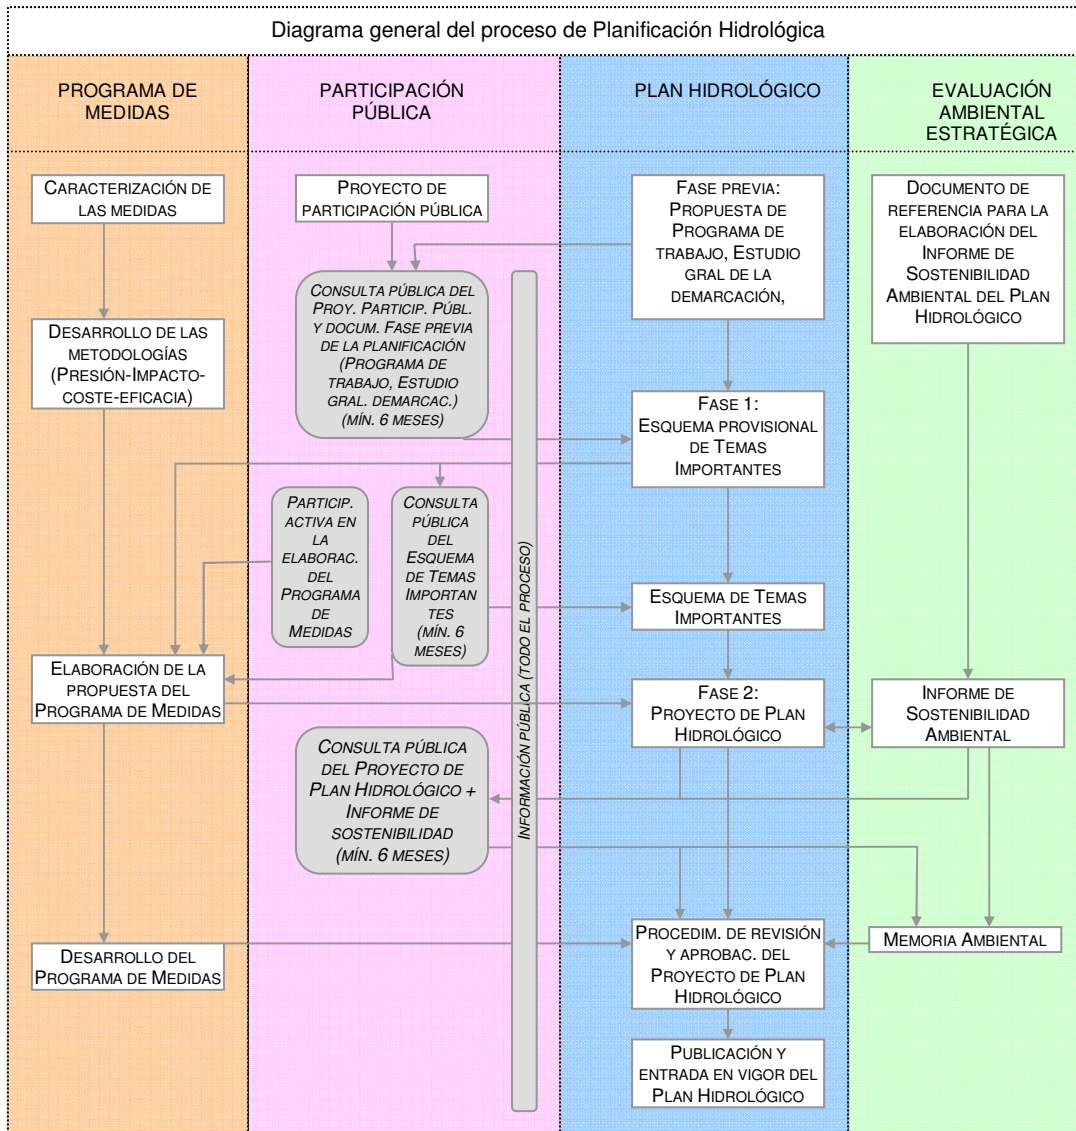 Diagrama general del proceso de Planificación Hidrológica
PROGRAMA DE
MEDIDAS
PARTICIPACIÓN
PÚBLICA
PLAN HIDROLÓGICO
EVALUACIÓN
AMBIENTAL
ESTRATÉGICA
CARACTERIZACIÓN DE
LAS MEDIDAS
DESARROLLO DE LAS
METODOLOGÍAS
(PRESIÓN-IMPACTO-
COSTE-EFICACIA)
ELABORACIÓN DE LA
PROPUESTA DEL
PROGRAMA DE MEDIDAS
DESARROLLO DEL
PROGRAMA DE MEDIDAS
PROYECTO DE
PARTICIPACIÓN PÚBLICA
CONSULTA PÚBLICA DEL
PROY. PARTICIP. PÚBL.
Y DOCUM. FASE PREVIA
DE LA PLANIFICACIÓN
(PROGRAMA DE
TRABAJO, ESTUDIO
GRAL. DEMARCAC.)
(MÍN. 6 MESES)
PARTICIP.
ACTIVA EN
LA
ELABORAC.
DEL
PROGRAMA
DE
MEDIDAS
CONSULTA
PÚBLICA
DEL
ESQUEMA
DE TEMAS
IMPORTAN
TES
(MÍN. 6
MESES)
CONSULTA PÚBLICA
DEL PROYECTO DE
PLAN HIDROLÓGICO +
INFORME DE
SOSTENIBILIDAD
(MÍN. 6 MESES)
INFORMACIÓN PÚBLICA (TODO EL PROCESO)
FASE PREVIA:
PROPUESTA DE
PROGRAMA DE
TRABAJO, ESTUDIO
GRAL DE LA
DEMARCACIÓN,
FASE 1:
ESQUEMA PROVISIONAL
DE TEMAS
IMPORTANTES
ESQUEMA DE TEMAS
IMPORTANTES
FASE 2:
PROYECTO DE PLAN
HIDROLÓGICO
PROCEDIM. DE REVISIÓN
Y APROBAC. DEL
PROYECTO DE PLAN
HIDROLÓGICO
PUBLICACIÓN Y
ENTRADA EN VIGOR DEL
PLAN HIDROLÓGICO
DOCUMENTO DE
REFERENCIA PARA LA
ELABORACIÓN DEL
INFORME DE
SOSTENIBILIDAD
AMBIENTAL DEL PLAN
HIDROLÓGICO
INFORME DE
SOSTENIBILIDAD
AMBIENTAL
MEMORIA AMBIENTAL